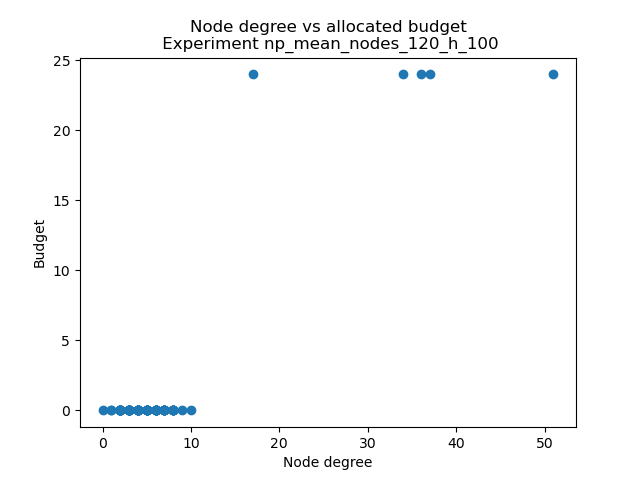 Node degree vs allocated budget
Experiment np_mean_nodes_120_h_100
25
20
15
10
5
0
Budget
0 10 20 30 40 50
Node degree